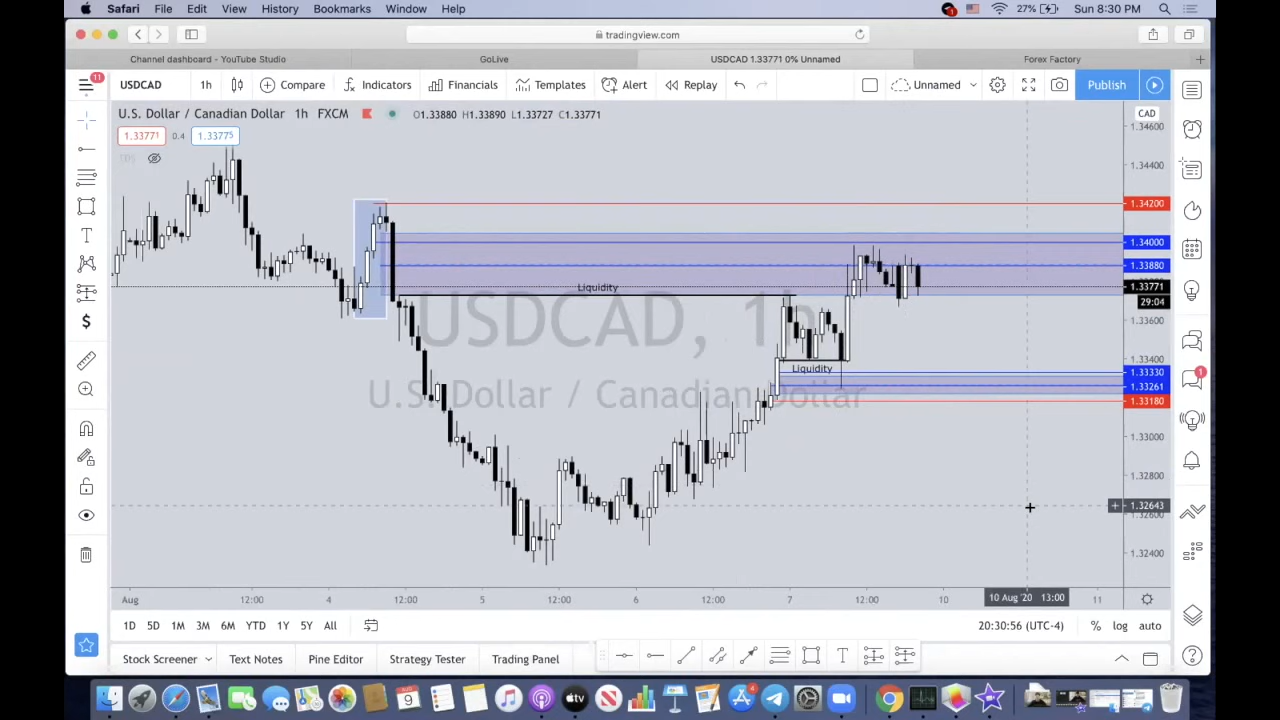 Safari File Edit View History Bookmarks Window Help 1 27% Sun 8:30 PM
tradingview.com
Channel dashboard - YouTube Studio GoLive USDCAD 1.33771 0% Unnamed Forex Factory
11 USDCAD 1h Compare Indicators Financials Templates Alert Replay Unnamed Publish
U.S. Dollar / Canadian Dollar 1h FXCM O1.33880 H1.33890 L1.33727 C1.33771 CAD
1.34600
1.33771 0.4 1.33775
1.34400
1.34200
1.34000
1.33880
Liquidity 1.33771
29:04
USDCAD, 1h 1.33600
1.33400
Liquidity 1.33330
1.33261
U.S. Dollar / Canadian Dollar 1.33180
1.33000
1.32800
1.32643
1.32600
1.32400
Aug 12:00 4 12:00 5 12:00 6 12:00 7 12:00 10 10 Aug '20 13:00 11
1D 5D 1M 3M 6M YTD 1Y 5Y All 20:30:56 (UTC-4) % log auto
Stock Screener Text Notes Pine Editor Strategy Tester Trading Panel